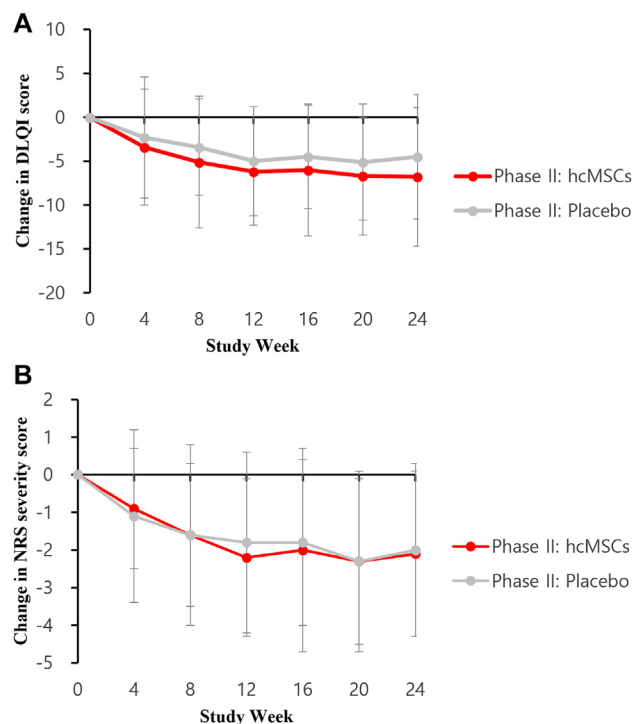 A
10
5
0
-5
-10
-15
-20
Change in DLQI score
0 4 8 12 16 20 24
Study Week
Phase II: hcMSCs
Phase II: Placebo
B
2
1
0
-1
-2
-3
-4
-5
Change in NRS severity score
0 4 8 12 16 20 24
Study Week
Phase II: hcMSCs
Phase II: Placebo